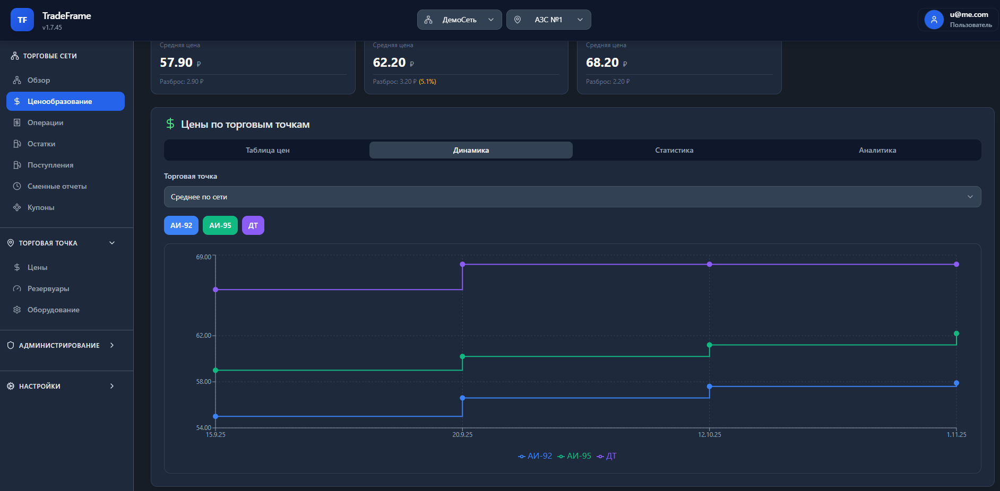 TF
TradeFrame
v1.7.45
ДемоСеть
АЗС №1
u@me.com
Пользователь
ТОРГОВЫЕ СЕТИ
Обзор
Ценообразование
Операции
Остатки
Поступления
Сменные отчеты
Купоны
ТОРГОВАЯ ТОЧКА
Цены
Резервуары
Оборудование
АДМИНИСТРИРОВАНИЕ
НАСТРОЙКИ
Средняя цена
57.90 ₽
Разброс: 2.90 ₽
Средняя цена
62.20 ₽
Разброс: 3.20 ₽ (5.1%)
Средняя цена
68.20 ₽
Разброс: 2.20 ₽
$ Цены по торговым точкам
Таблица цен
Динамика
Статистика
Аналитика
Торговая точка
Среднее по сети
АИ-92
АИ-95
ДТ
69.00
62.00
58.00
54.00
15.9.25
20.9.25
12.10.25
1.11.25
АИ-92
АИ-95
ДТ